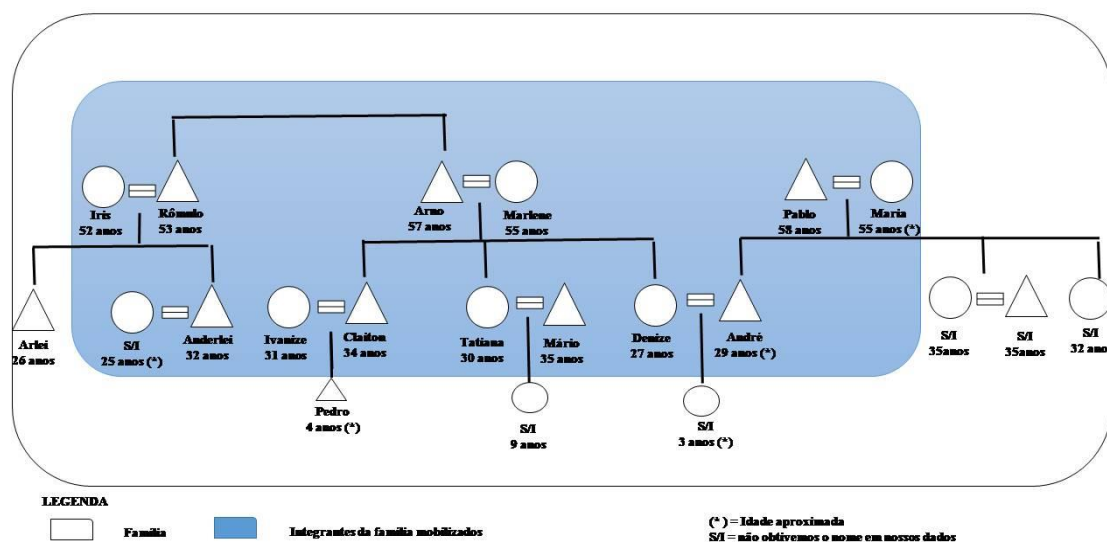 Iris
52 anos
Rômulo
53 anos
Arno
57 anos
Marlene
55 anos
Pablo
58 anos
Maria
55 anos (*)
Arlei
26 anos
S/I
25 anos (*)
Anderlei
32 anos
Ivanize
31 anos
Claiton
34 anos
Tatiana
30 anos
Mário
35 anos
Denize
27 anos
André
29 anos (*)
S/I
35anos
S/I
35anos
S/I
32 ano
Pedro
4 anos (*)
S/I
9 anos
S/I
3 anos (*)
LEGENDA
Família
Integrantes da família mobilizados
(* ) = Idade aproximada
S/I = não obtivemos o nome em nossos dados